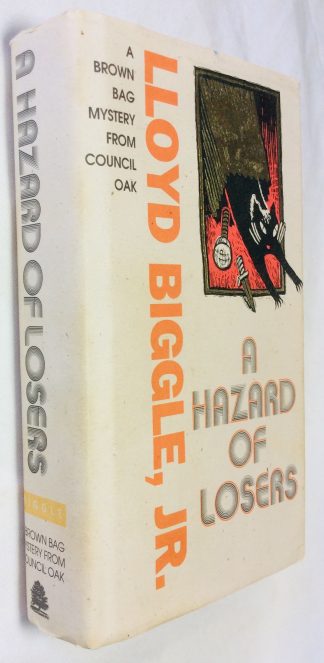 A
BROWN
BAG
MYSTERY
FROM
COUNCIL
OAK
LLOYD BIGGLE, JR.
A
HAZARD
OF
LOSERS
A HAZARD OF LOSERS
BIGGLE
BROWN BAG
MYSTERY FROM
COUNCIL OAK